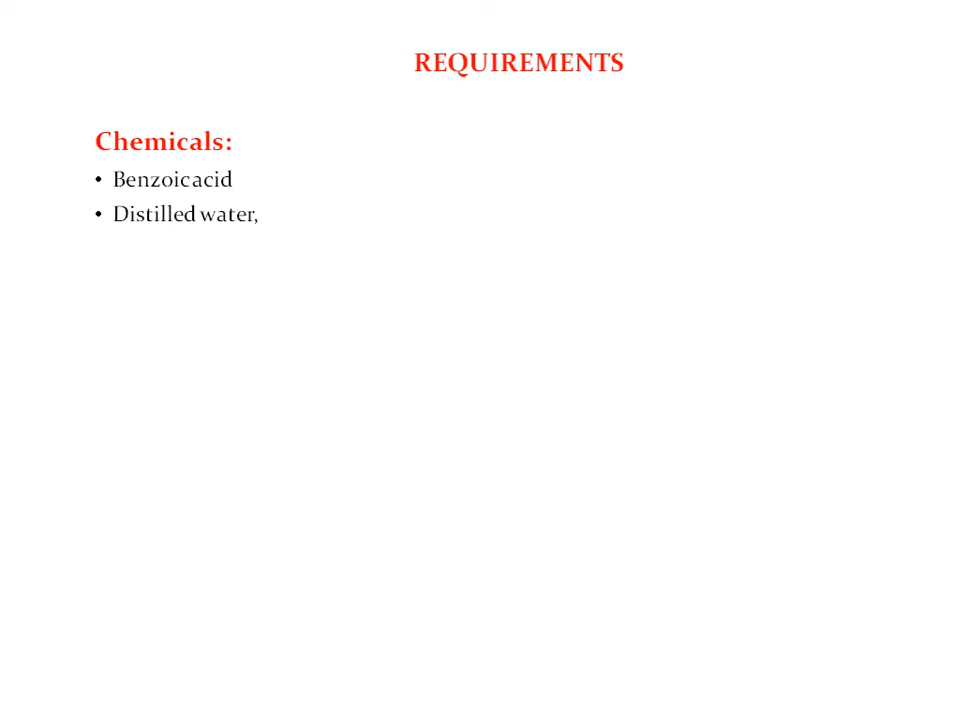 REQUIREMENTS
Chemicals:
• Benzoic acid
• Distilled water,